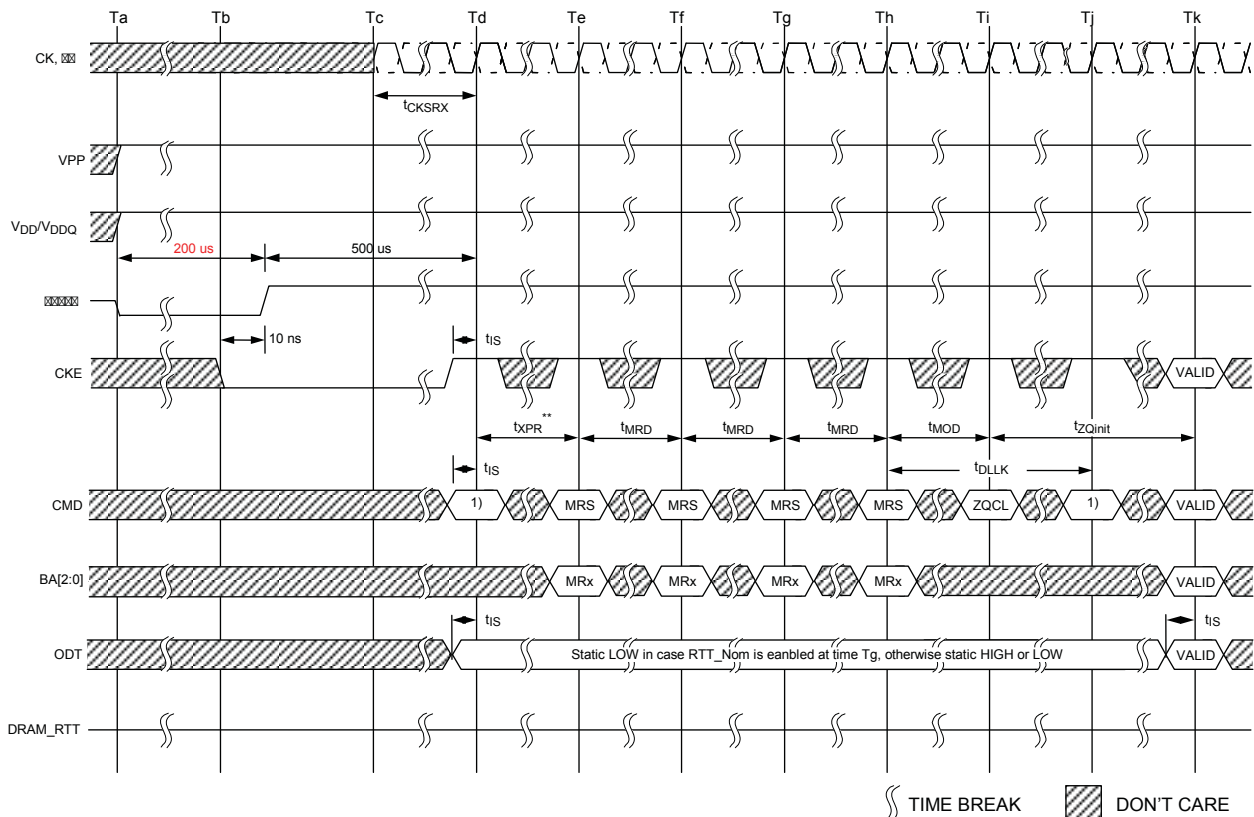 Ta Tb Tc Td Te Tf Tg Th Ti Tj Tk
CK,
tCKSRX
VPP
VDD/VDDQ
200 us 500 us
10 ns tIS
CKE VALID
tXPR** tMRD tMRD tMRD tMOD tZQinit
tIS tDLLK
CMD 1) MRS MRS MRS MRS ZQCL 1) VALID
BA[2:0] MRx MRx MRx MRx VALID
tIS tIS
ODT Static LOW in case RTT_Nom is eanbled at time Tg, otherwise static HIGH or LOW VALID
DRAM_RTT
TIME BREAK DON'T CARE